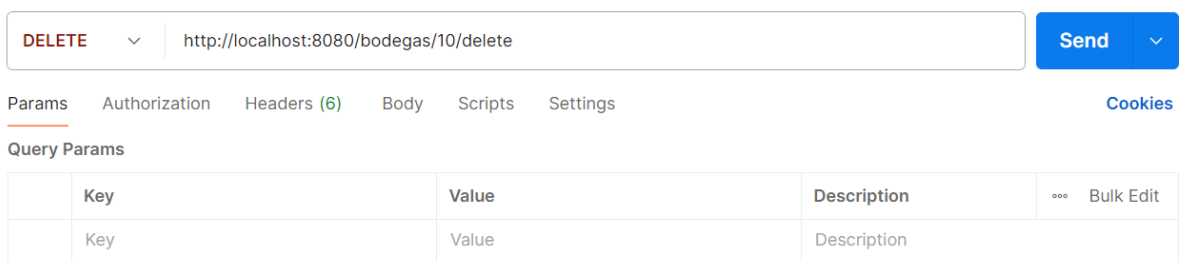 DELETE http://localhost:8080/bodegas/10/delete Send
Params Authorization Headers (6) Body Scripts Settings Cookies
Query Params
Key Value Description Bulk Edit
Key Value Description